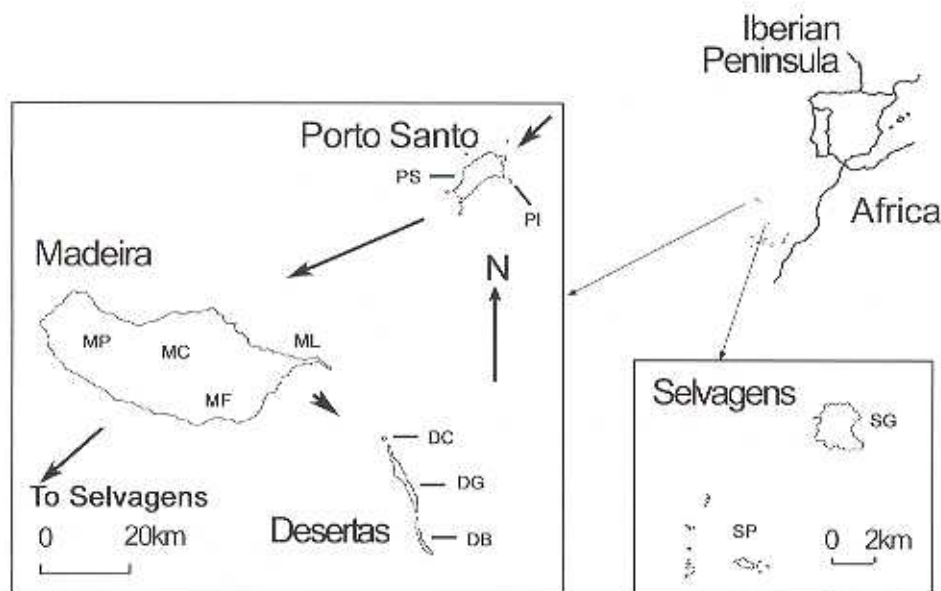 Iberian
Peninsula
Africa
Porto Santo
PS
PI
N
Madeira
MP
MC
ML
MF
DC
DG
DB
Desertas
To Selvagens
0 20km
Selvagens
SG
SP
0 2km